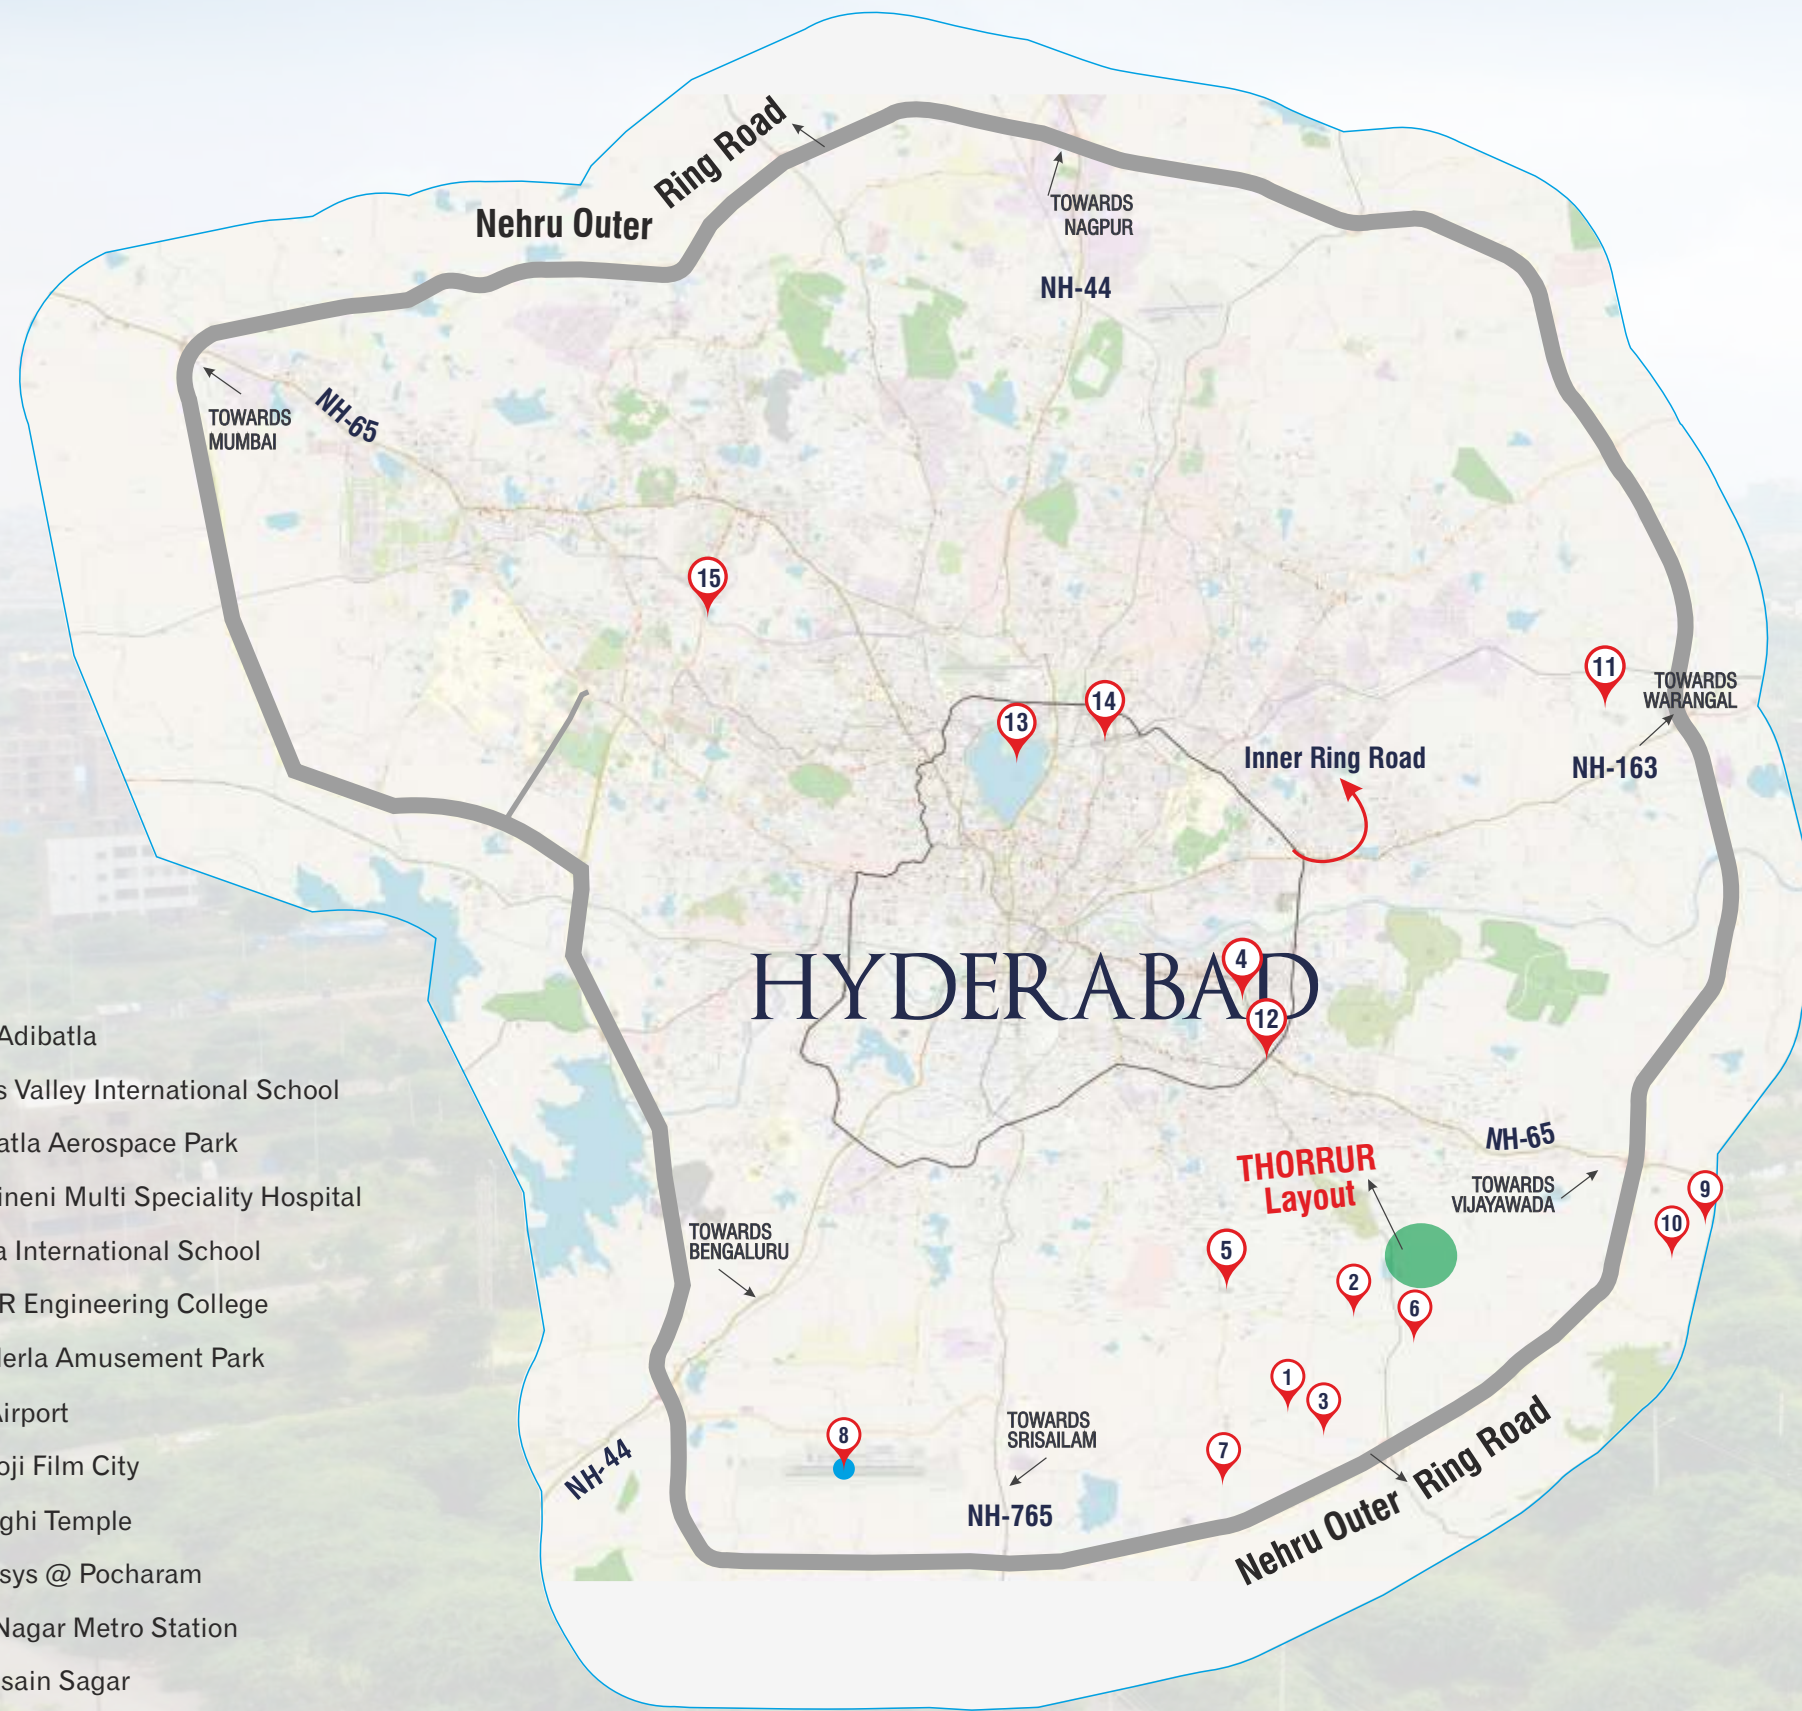 Nehru Outer
Ring Road
TOWARDS
NAGPUR
NH-44
TOWARDS
MUMBAI
NH-65
15
11
TOWARDS
WARANGAL
14
13
Inner Ring Road
NH-163
HYDERABAD
4
12
NH-65
THORRUR
Layout
TOWARDS
VIJAYAWADA
9
10
TOWARDS
BENGALURU
5
2
6
1
3
TOWARDS
SRISAILAM
8
7
NH-44
NH-765
Nehru Outer
Ring Road
Adibatla
s Valley International School
atla Aerospace Park
ineni Multi Speciality Hospital
a International School
R Engineering College
derla Amusement Park
Airport
oji Film City
ghi Temple
sys @ Pocharam
Nagar Metro Station
sain Sagar